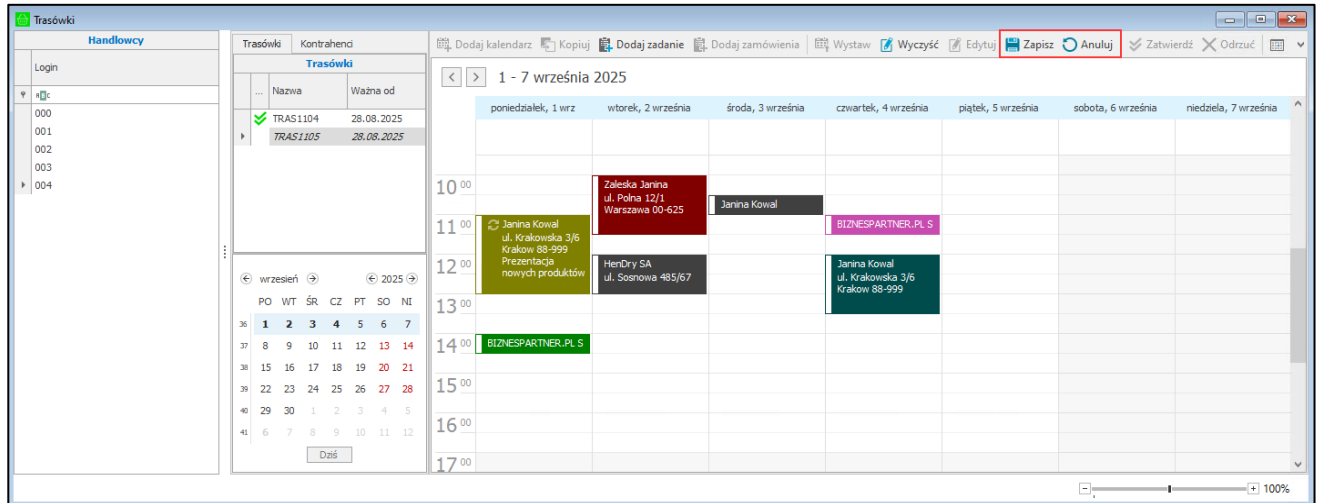 Trasówki
Handlowcy
Login
000
001
002
003
004
Trasówki Kontrahenci
Trasówki
... Nazwa Ważna od
TRAS1104 28.08.2025
TRAS1105 28.08.2025
wrzesień 2025
PO WT ŚR CZ PT SO NI
36 1 2 3 4 5 6 7
37 8 9 10 11 12 13 14
38 15 16 17 18 19 20 21
39 22 23 24 25 26 27 28
40 29 30 1 2 3 4 5
41 6 7 8 9 10 11 12
Dziś
Dodaj kalendarz Kopiuj Dodaj zadanie Dodaj zamówienia Wystaw Wyczyść Edytuj Zapisz Anuluj Zatwierdź Odrzuć
1 - 7 września 2025
poniedziałek, 1 wrz wtorek, 2 września środa, 3 września czwartek, 4 września piątek, 5 września sobota, 6 września niedziela, 7 września
10 00
11 00
12 00
13 00
14 00
15 00
16 00
17 00
Janina Kowal
ul. Krakowska 3/6
Krakow 88-999
Prezentacja
nowych produktów
BIZNESPARTNER.PL S
Zaleska Janina
ul. Polna 12/1
Warszawa 00-625
HenDry SA
ul. Sosnowa 485/67
Janina Kowal
BIZNESPARTNER.PL S
Janina Kowal
ul. Krakowska 3/6
Krakow 88-999
100%